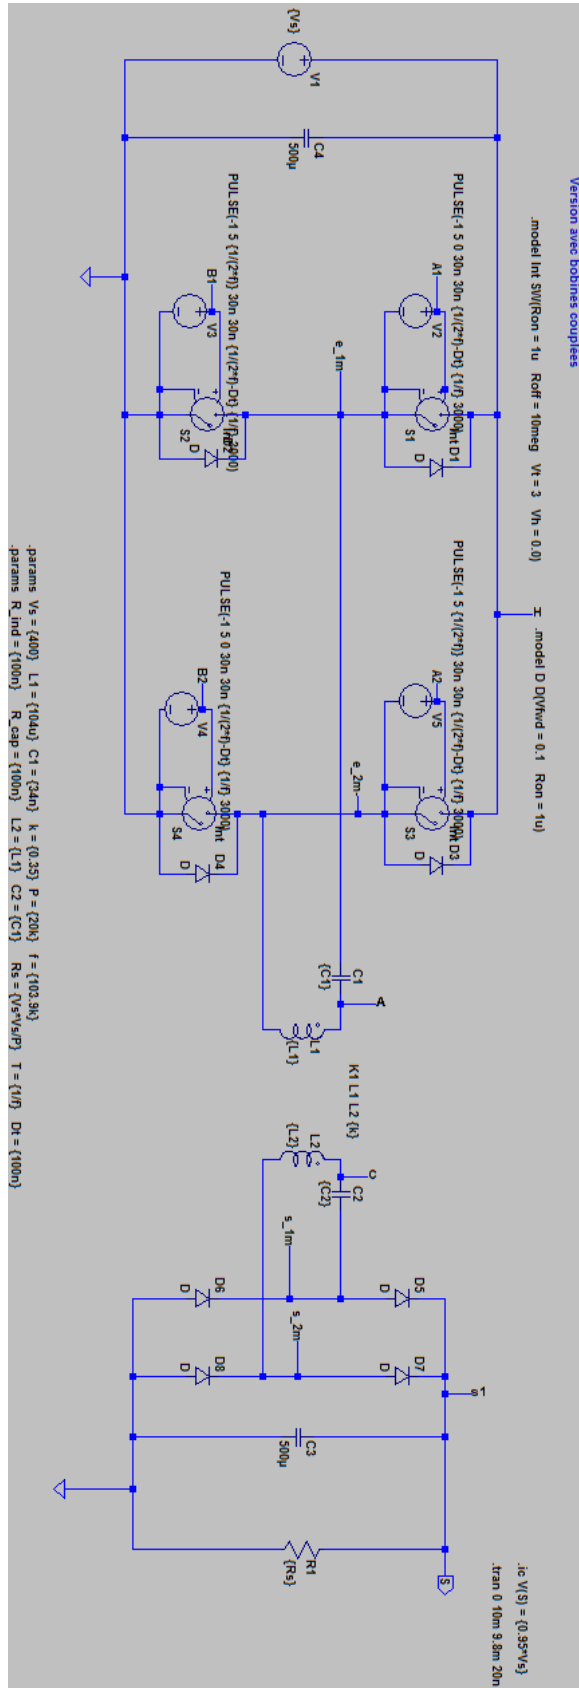 Version avec bobines couplées
.model Int SW(Ron = 1u Roff = 10meg Vt = 3 Vh = 0.0)
.model D D(Vfwd = 0.1 Ron = 1u)
{Vs}
V1
C4
500µ
PULSE(-1 5 0 30n 30n {1/(2*f)-Dt} {1/f} 3000)
A1
V2
S1
Int
D1
D
PULSE(-1 5 {1/(2*f)} 30n 30n {1/(2*f)-Dt} {1/f} 3000)
B1
V3
S2
Int
D2
D
e_1m
PULSE(-1 5 {1/(2*f)} 30n 30n {1/(2*f)-Dt} {1/f} 3000)
A2
V5
S3
Int
D3
D
PULSE(-1 5 0 30n 30n {1/(2*f)-Dt} {1/f} 3000)
B2
V4
S4
Int
D4
D
e_2m
C1
{C1}
A
L1
{L1}
K1 L1 L2 {k}
L2
{L2}
C2
{C2}
s_1m
s_2m
D5
D
D6
D
D7
D
D8
D
s1
C3
500µ
R1
{Rs}
S
.ic V(S) = {0.95*Vs}
.tran 0 10m 9.8m 20n
.params Vs = {400} L1 = {104u} C1 = {34n} k = {0.35} P = {20k} f = {103.9k}
.params R_ind = {100n} R_cap = {100n} L2 = {L1} C2 = {C1} Rs = {Vs*Vs/P} T = {1/f} Dt = {100n}